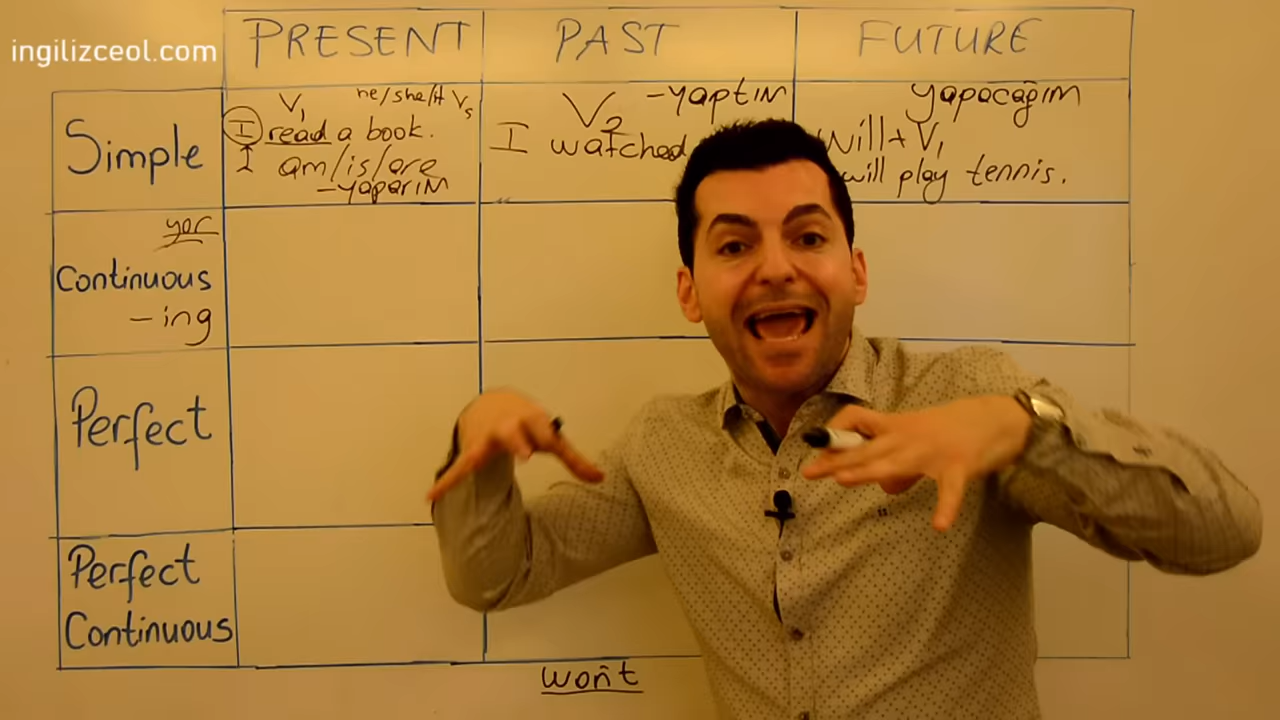 ingilizceol.com
PRESENT PAST FUTURE
Simple
V1 he/she/it Vs
I read a book.
I am/is/are
-yaparım
V2 -yaptım
I watched
yapacağım
will+V1
will play tennis.
yor
Continuous
-ing
Perfect
Perfect
Continuous
won't